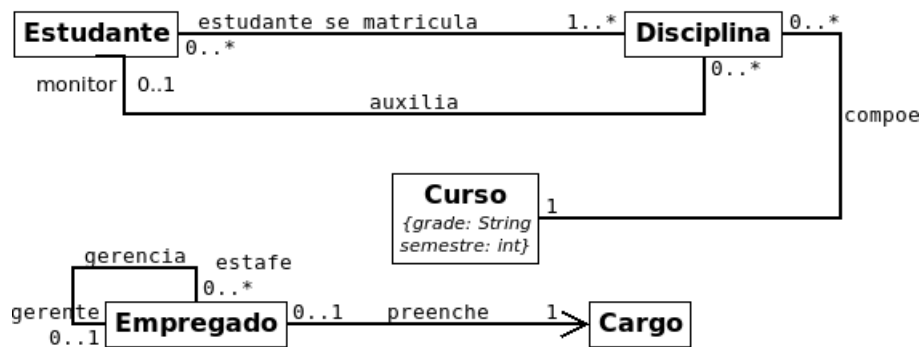 estudante se matricula 1..* 0..*
Estudante Disciplina
0..* 0..*
monitor 0..1
auxilia
compoe
Curso
1
{grade: String
semestre: int}
gerencia estafe
0..*
gerente 0..1 preenche 1
Empregado Cargo
0..1